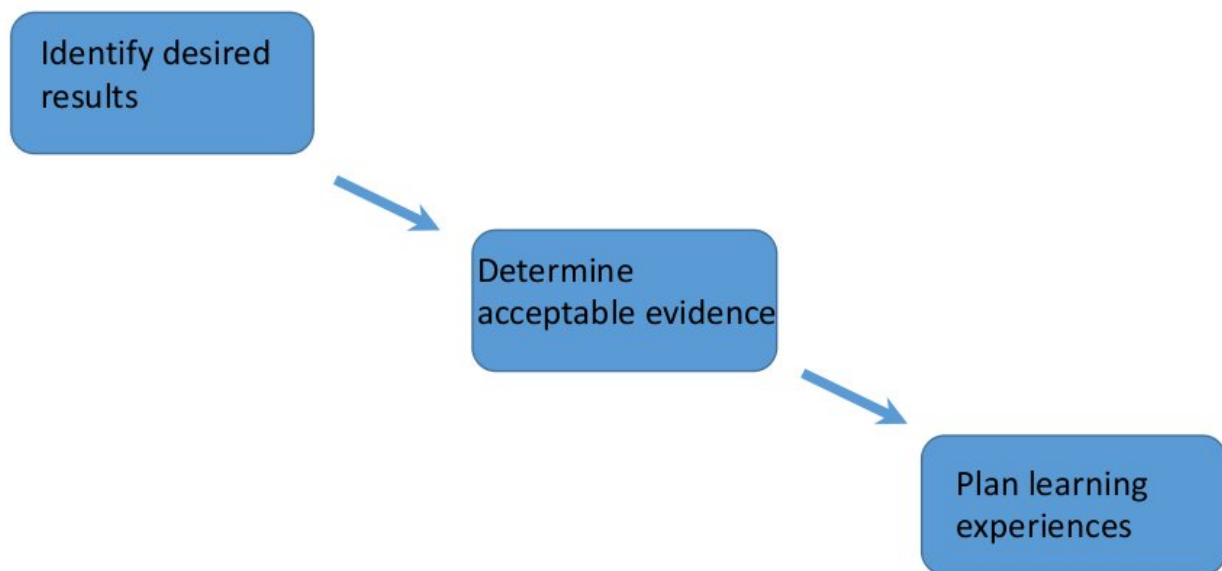 Identify desired
results
Determine
acceptable evidence
Plan learning
experiences